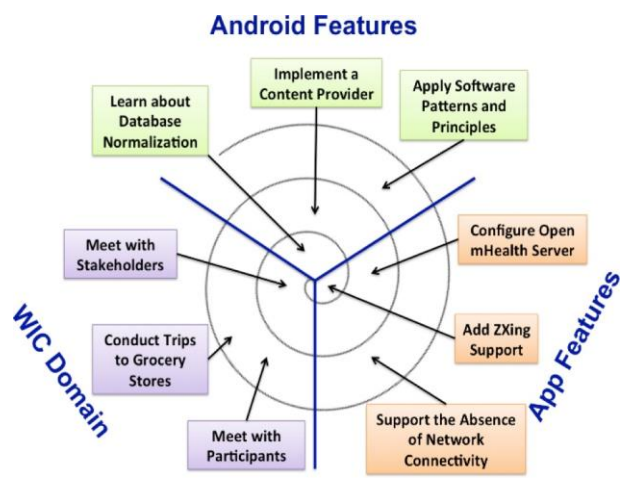 Android Features
Implement a
Content Provider
Learn about
Database
Normalization
Apply Software
Patterns and
Principles
Meet with
Stakeholders
Configure Open
mHealth Server
WIC Domain
Conduct Trips
to Grocery
Stores
Add ZXing
Support
App Features
Meet with
Participants
Support the Absence
of Network
Connectivity